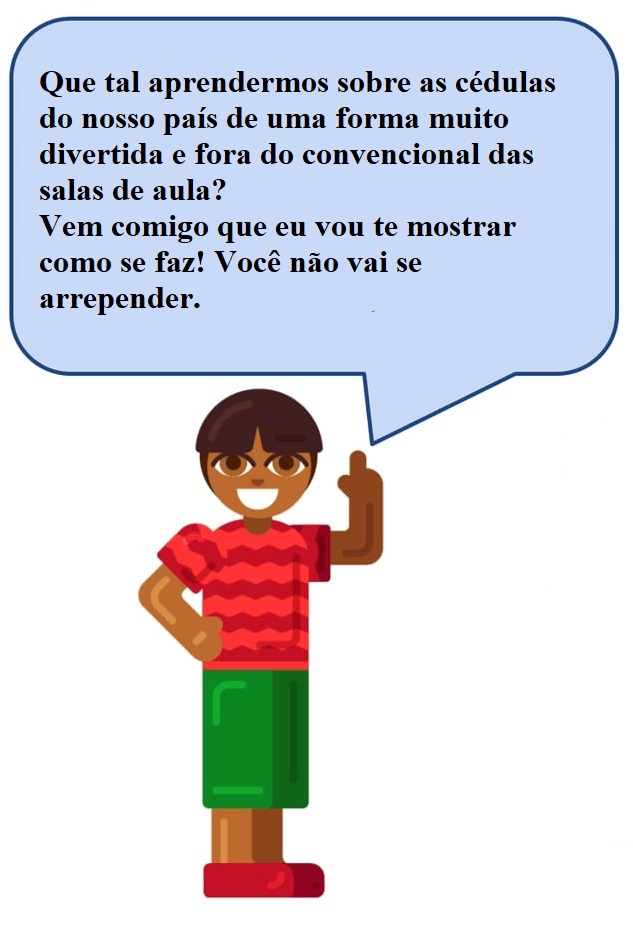 Que tal aprendermos sobre as cédulas
do nosso país de uma forma muito
divertida e fora do convencional das
salas de aula?
Vem comigo que eu vou te mostrar
como se faz! Você não vai se
arrepender.